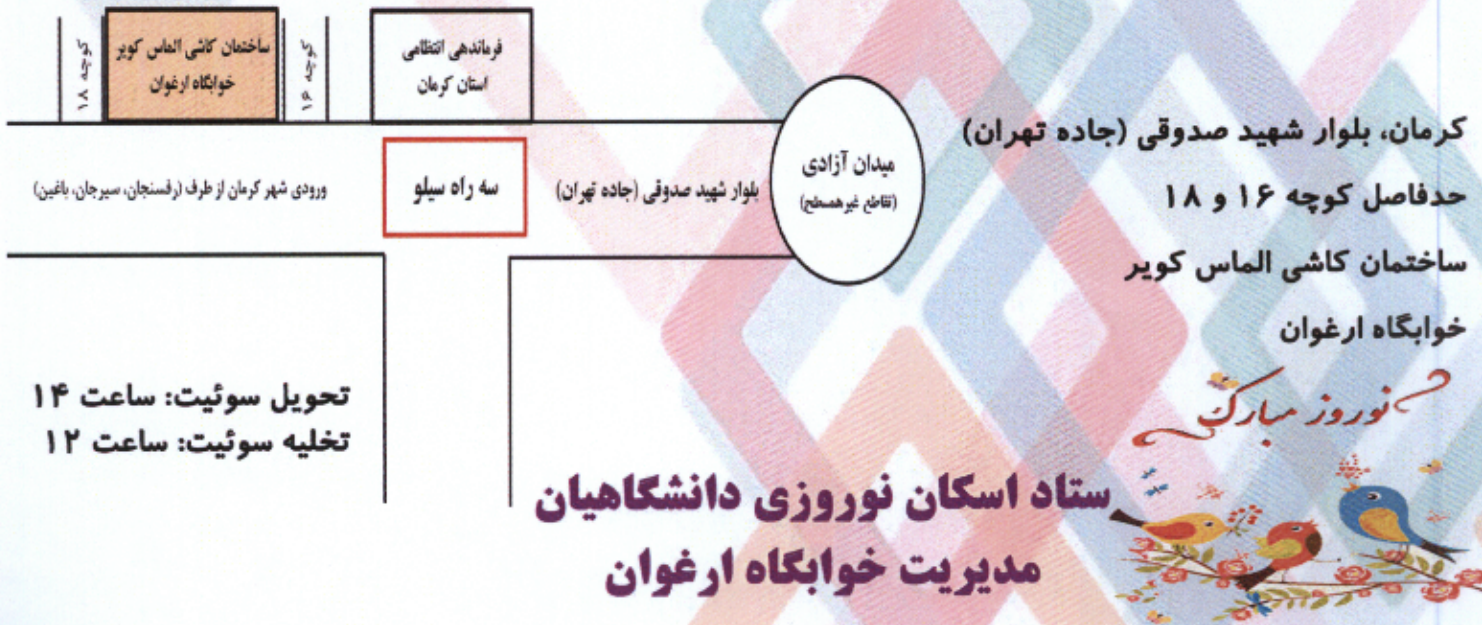 کرمان، بلوار شهید صدوقی (جاده تهران)
حدفاصل کوچه ۱۶ و ۱۸
ساختمان کاشی الماس کویر
خوابگاه ارغوان
نوروز مبارک
میدان آزادی
(تقاطع غیرهمسطح)
بلوار شهید صدوقی (جاده تهران)
فرماندهی انتظامی
استان کرمان
سه راه سیلو
کوچه ۱۶
ساختمان کاشی الماس کویر
خوابگاه ارغوان
کوچه ۱۸
ورودی شهر کرمان از طرف (رفسنجان، سیرجان، باغین)
تحویل سوئیت: ساعت ۱۴
تخلیه سوئیت: ساعت ۱۲
ستاد اسکان نوروزی دانشگاهیان
مدیریت خوابگاه ارغوان